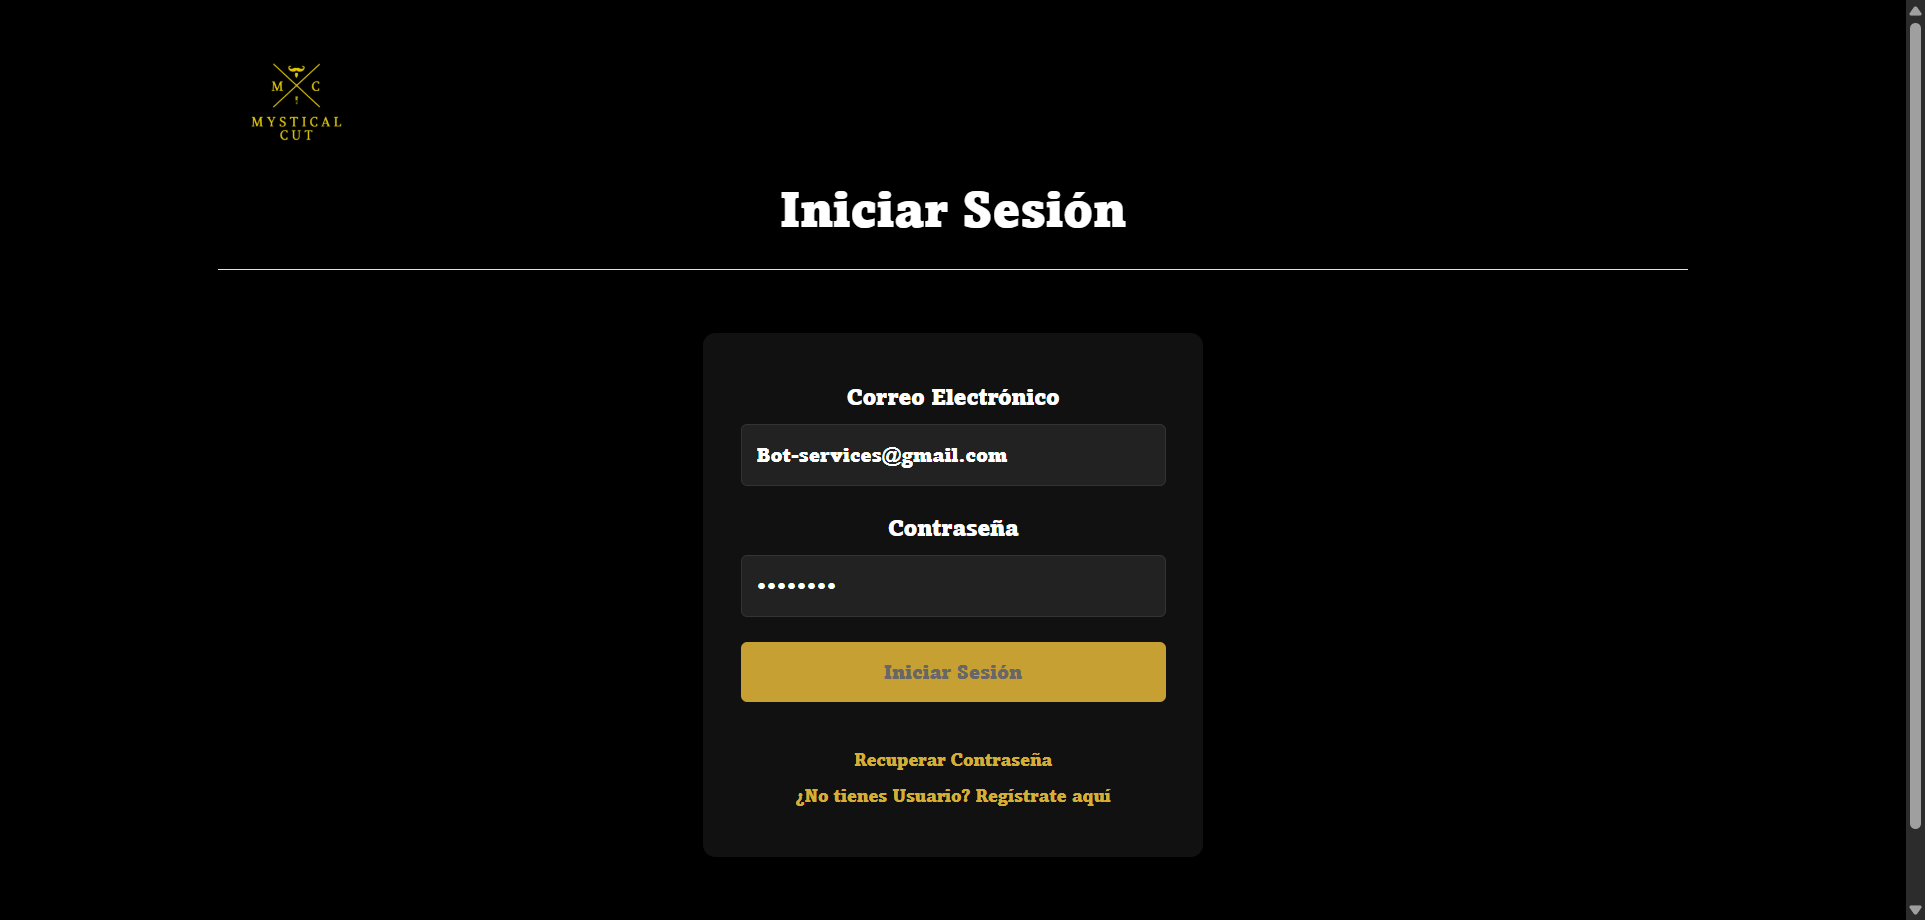 M C
MYSTICAL
CUT
Iniciar Sesión
Correo Electrónico
Bot-services@gmail.com
Contraseña
••••••••
Iniciar Sesión
Recuperar Contraseña
¿No tienes Usuario? Regístrate aquí